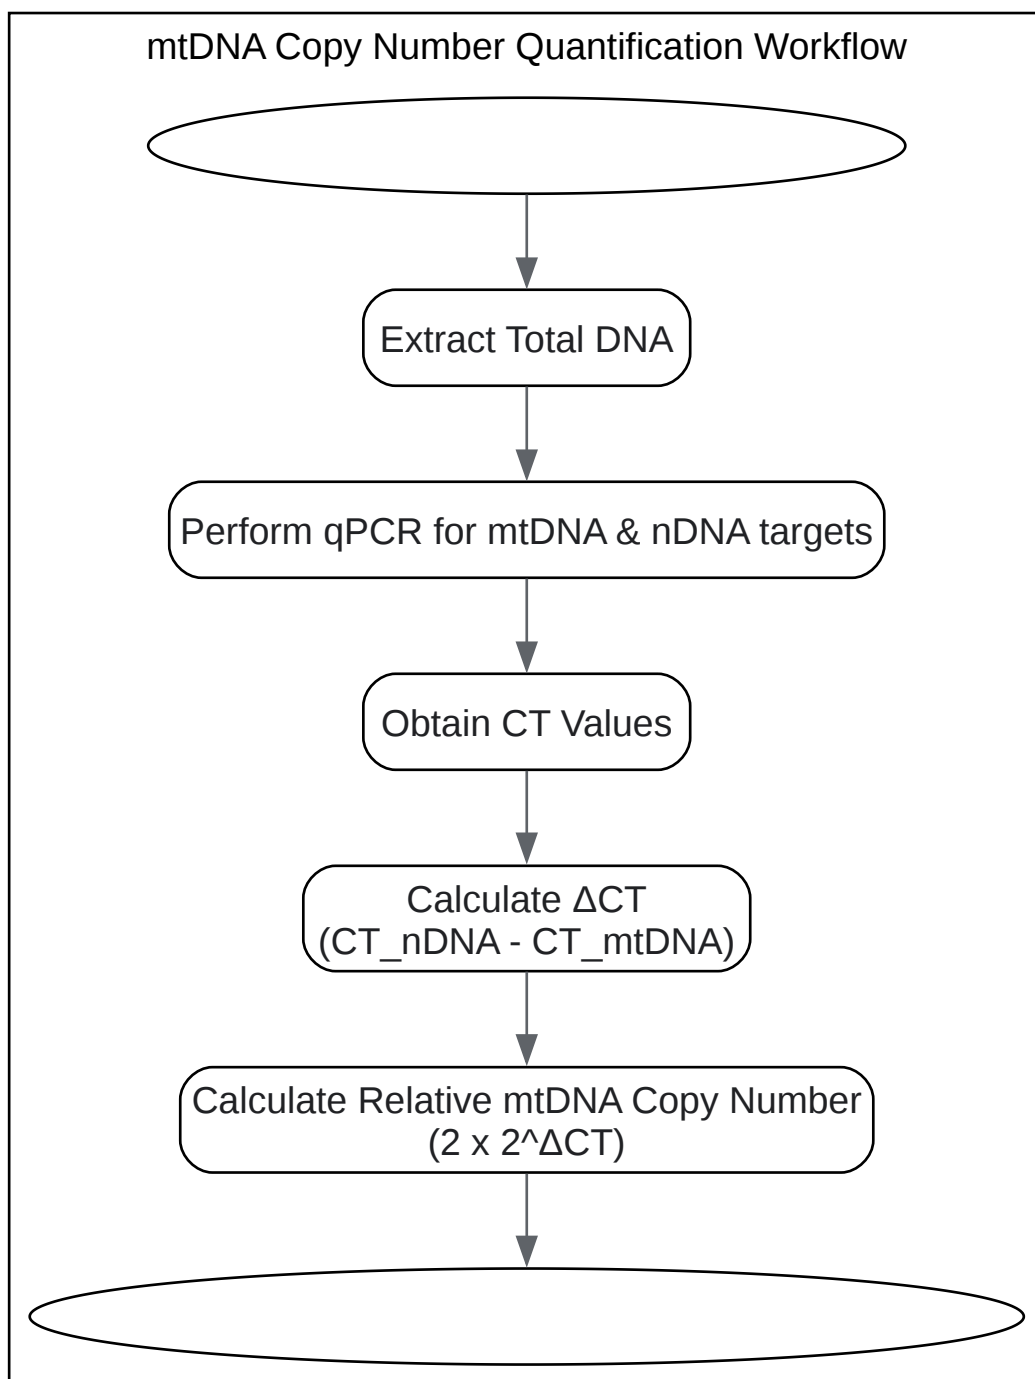 mtDNA Copy Number Quantification Workflow
Extract Total DNA
Perform qPCR for mtDNA & nDNA targets
Obtain CT Values
Calculate ΔCT
(CT_nDNA - CT_mtDNA)
Calculate Relative mtDNA Copy Number
(2 x 2^ΔCT)